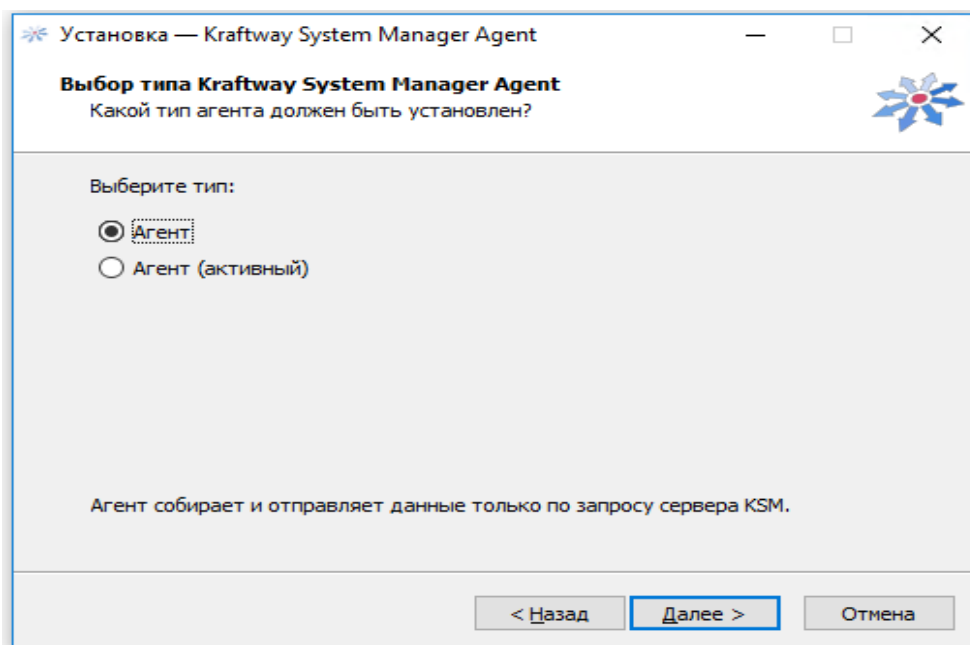 Установка — Kraftway System Manager Agent
Выбор типа Kraftway System Manager Agent
Какой тип агента должен быть установлен?
Выберите тип:
Агент
Агент (активный)
Агент собирает и отправляет данные только по запросу сервера KSM.
< Назад Далее > Отмена